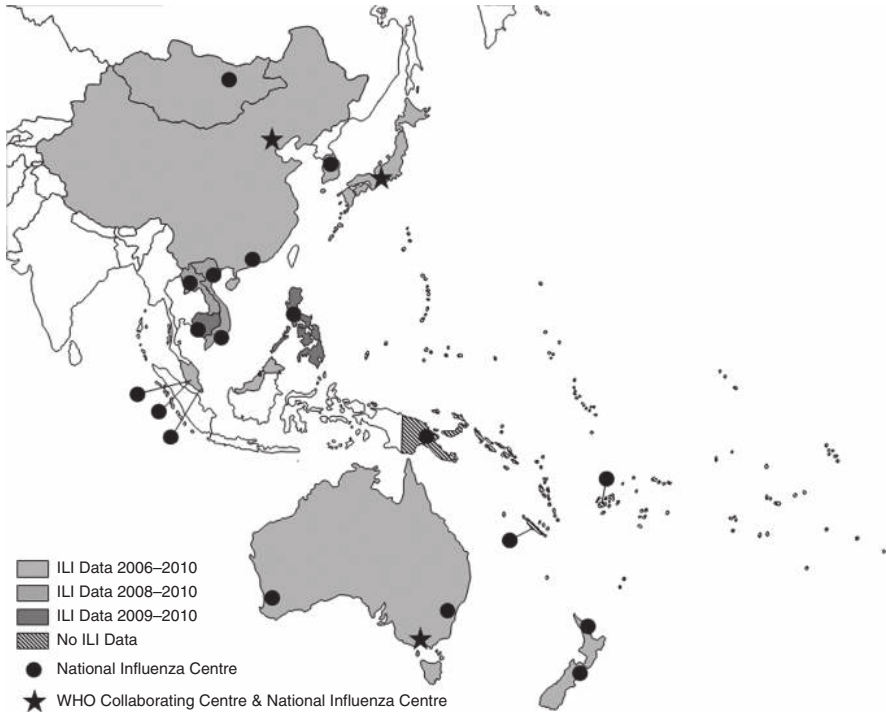 ILI Data 2006–2010
ILI Data 2008–2010
ILI Data 2009–2010
No ILI Data
National Influenza Centre
WHO Collaborating Centre & National Influenza Centre